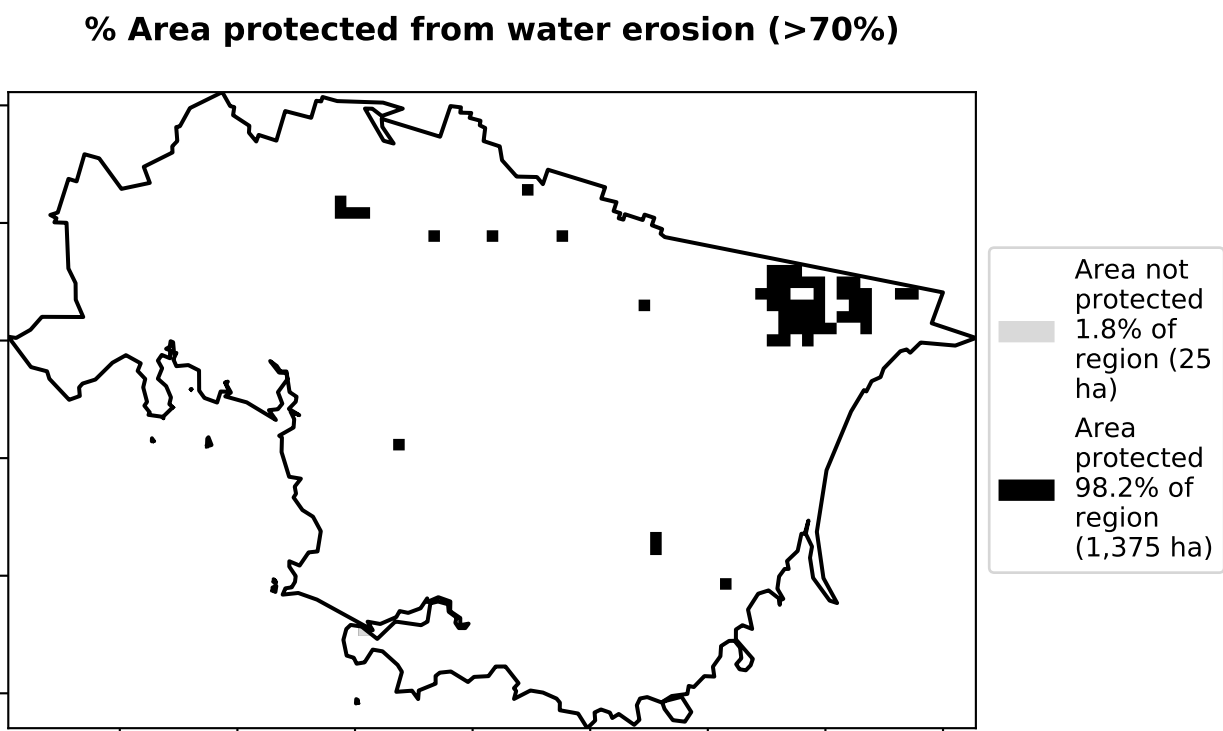 % Area protected from water erosion (>70%)
Area not
protected
1.8% of
region (25
ha)
Area
protected
98.2% of
region
(1,375 ha)